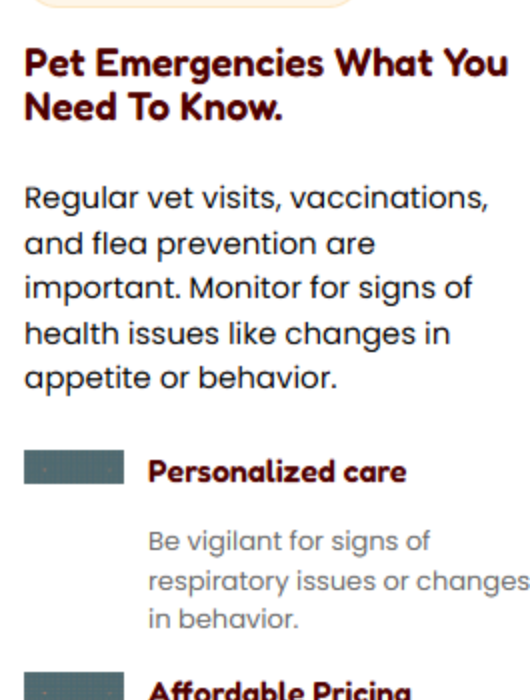 Pet Emergencies What You
Need To Know.
Regular vet visits, vaccinations,
and flea prevention are
important. Monitor for signs of
health issues like changes in
appetite or behavior.
Personalized care
Be vigilant for signs of
respiratory issues or changes
in behavior.
Affordable Pricing